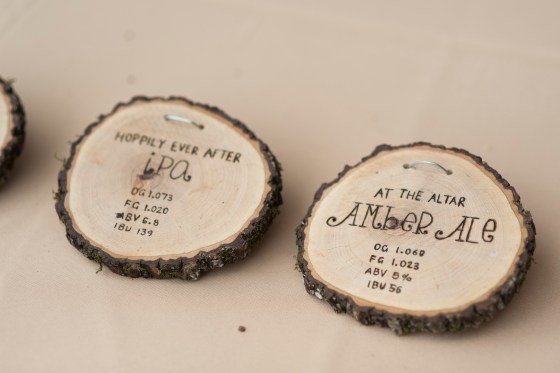 HOPPILY EVER AFTER
iPA
OG 1.073
FG 1.020
ABV 6.8
IBU 139
AT THE ALTAR
AMBER ALE
OG 1.060
FG 1.023
ABV 5%
IBU 56